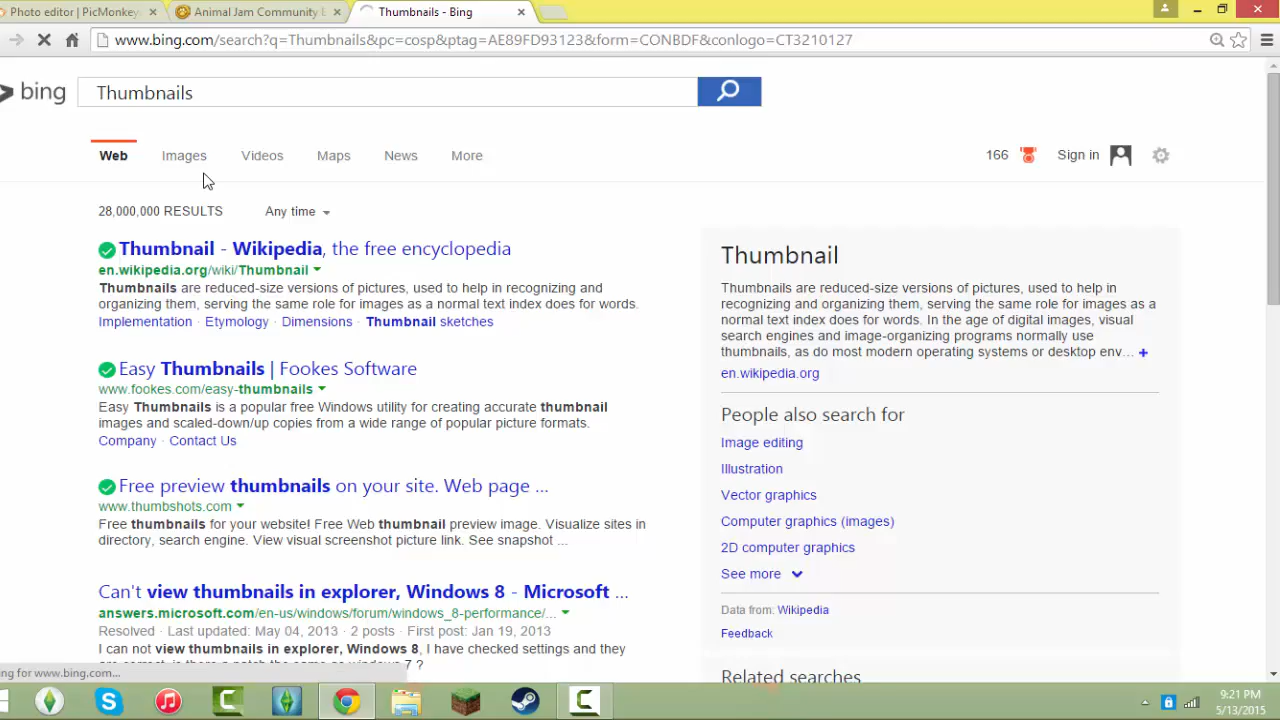 Photo editor | PicMonkey
Animal Jam Community
Thumbnails - Bing
www.bing.com/search?q=Thumbnails&pc=cosp&ptag=AE89FD93123&form=CONBDF&conlogo=CT3210127
bing
Thumbnails
Web Images Videos Maps News More
166 Sign in
28,000,000 RESULTS Any time
Thumbnail - Wikipedia, the free encyclopedia
en.wikipedia.org/wiki/Thumbnail
Thumbnails are reduced-size versions of pictures, used to help in recognizing and
organizing them, serving the same role for images as a normal text index does for words.
Implementation · Etymology · Dimensions · Thumbnail sketches
Easy Thumbnails | Fookes Software
www.fookes.com/easy-thumbnails
Easy Thumbnails is a popular free Windows utility for creating accurate thumbnail
images and scaled-down/up copies from a wide range of popular picture formats.
Company · Contact Us
Free preview thumbnails on your site. Web page ...
www.thumbshots.com
Free thumbnails for your website! Free Web thumbnail preview image. Visualize sites in
directory, search engine. View visual screenshot picture link. See snapshot ...
Can't view thumbnails in explorer, Windows 8 - Microsoft ...
answers.microsoft.com/en-us/windows/forum/windows_8-performance/...
Resolved · Last updated: May 04, 2013 · 2 posts · First post: Jan 19, 2013
I can not view thumbnails in explorer, Windows 8, I have checked settings and they
Thumbnail
Thumbnails are reduced-size versions of pictures, used to help in
recognizing and organizing them, serving the same role for images as a
normal text index does for words. In the age of digital images, visual
search engines and image-organizing programs normally use
thumbnails, as do most modern operating systems or desktop env... +
en.wikipedia.org
People also search for
Image editing
Illustration
Vector graphics
Computer graphics (images)
2D computer graphics
See more
Data from: Wikipedia
Feedback
Related searches
ing for www.bing.com...
9:21 PM
5/13/2015